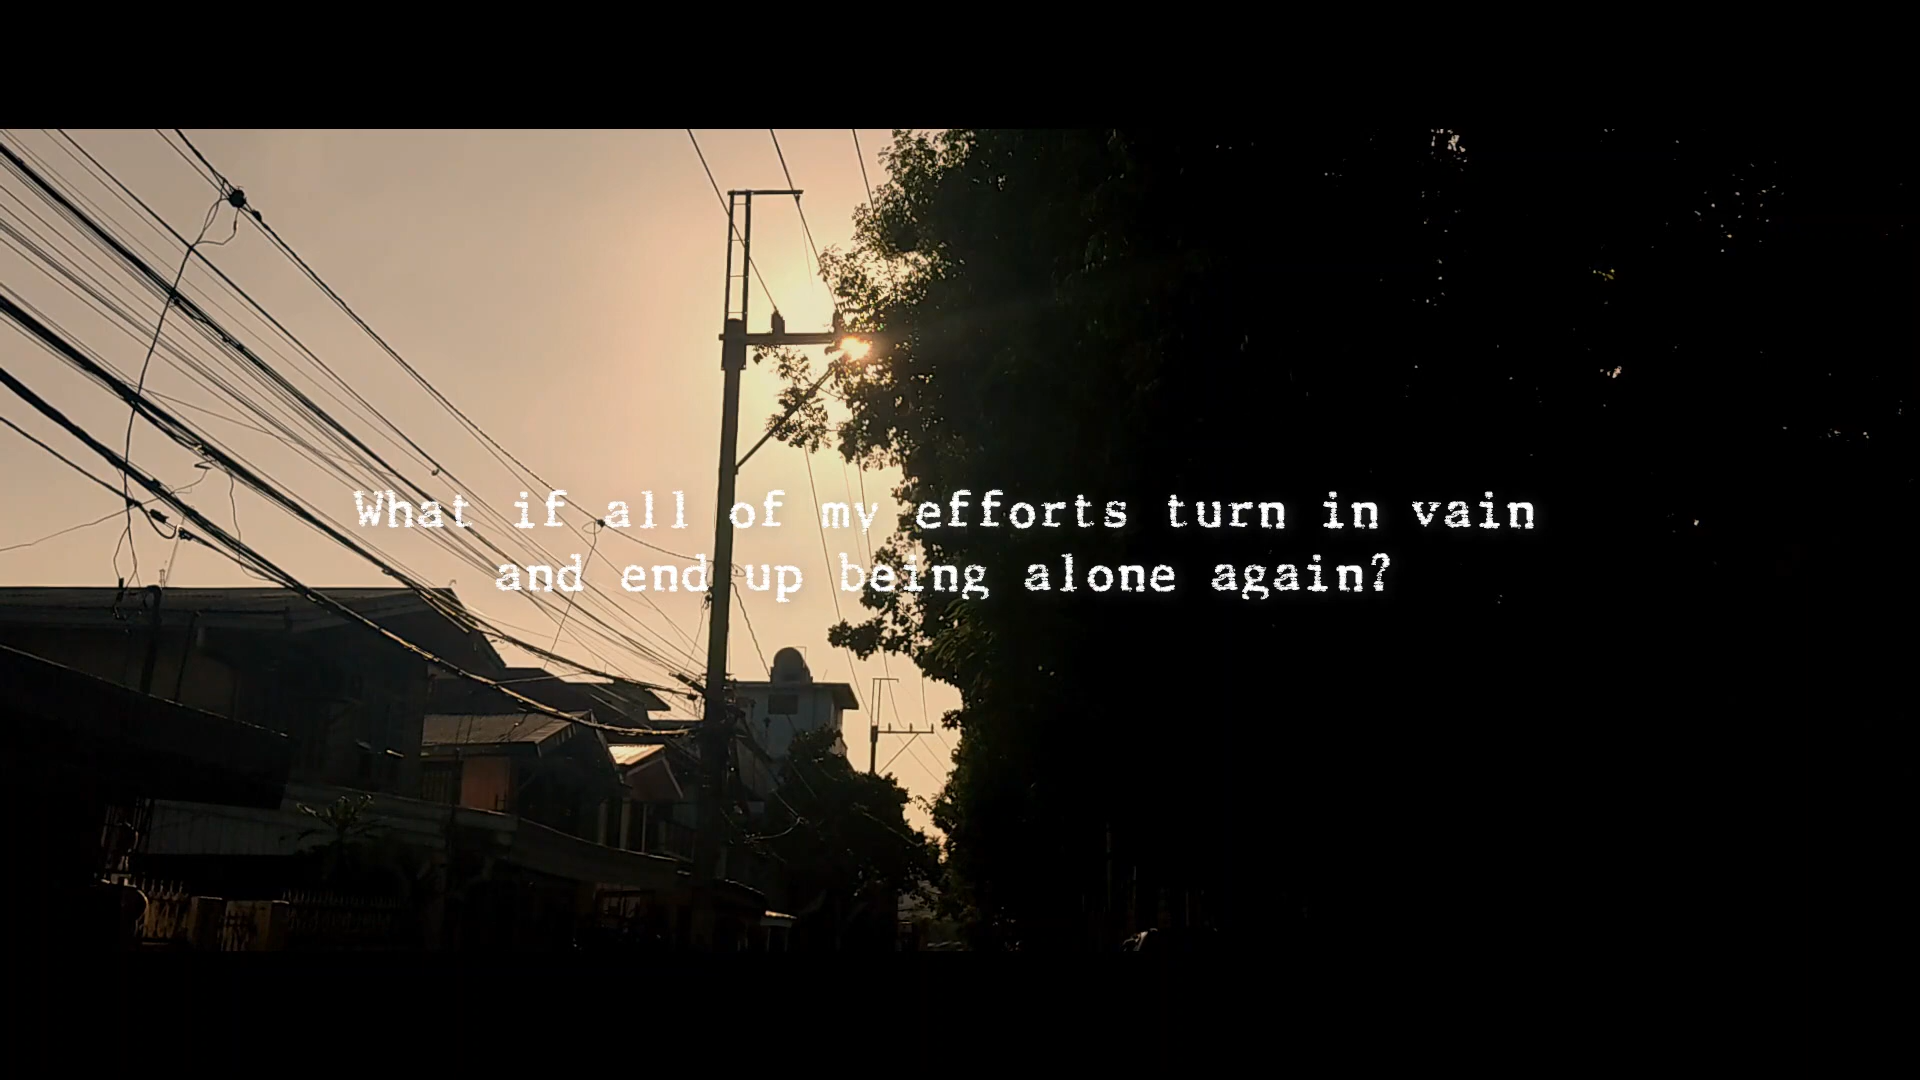 What if all of my efforts turn in vain
and end up being alone again?